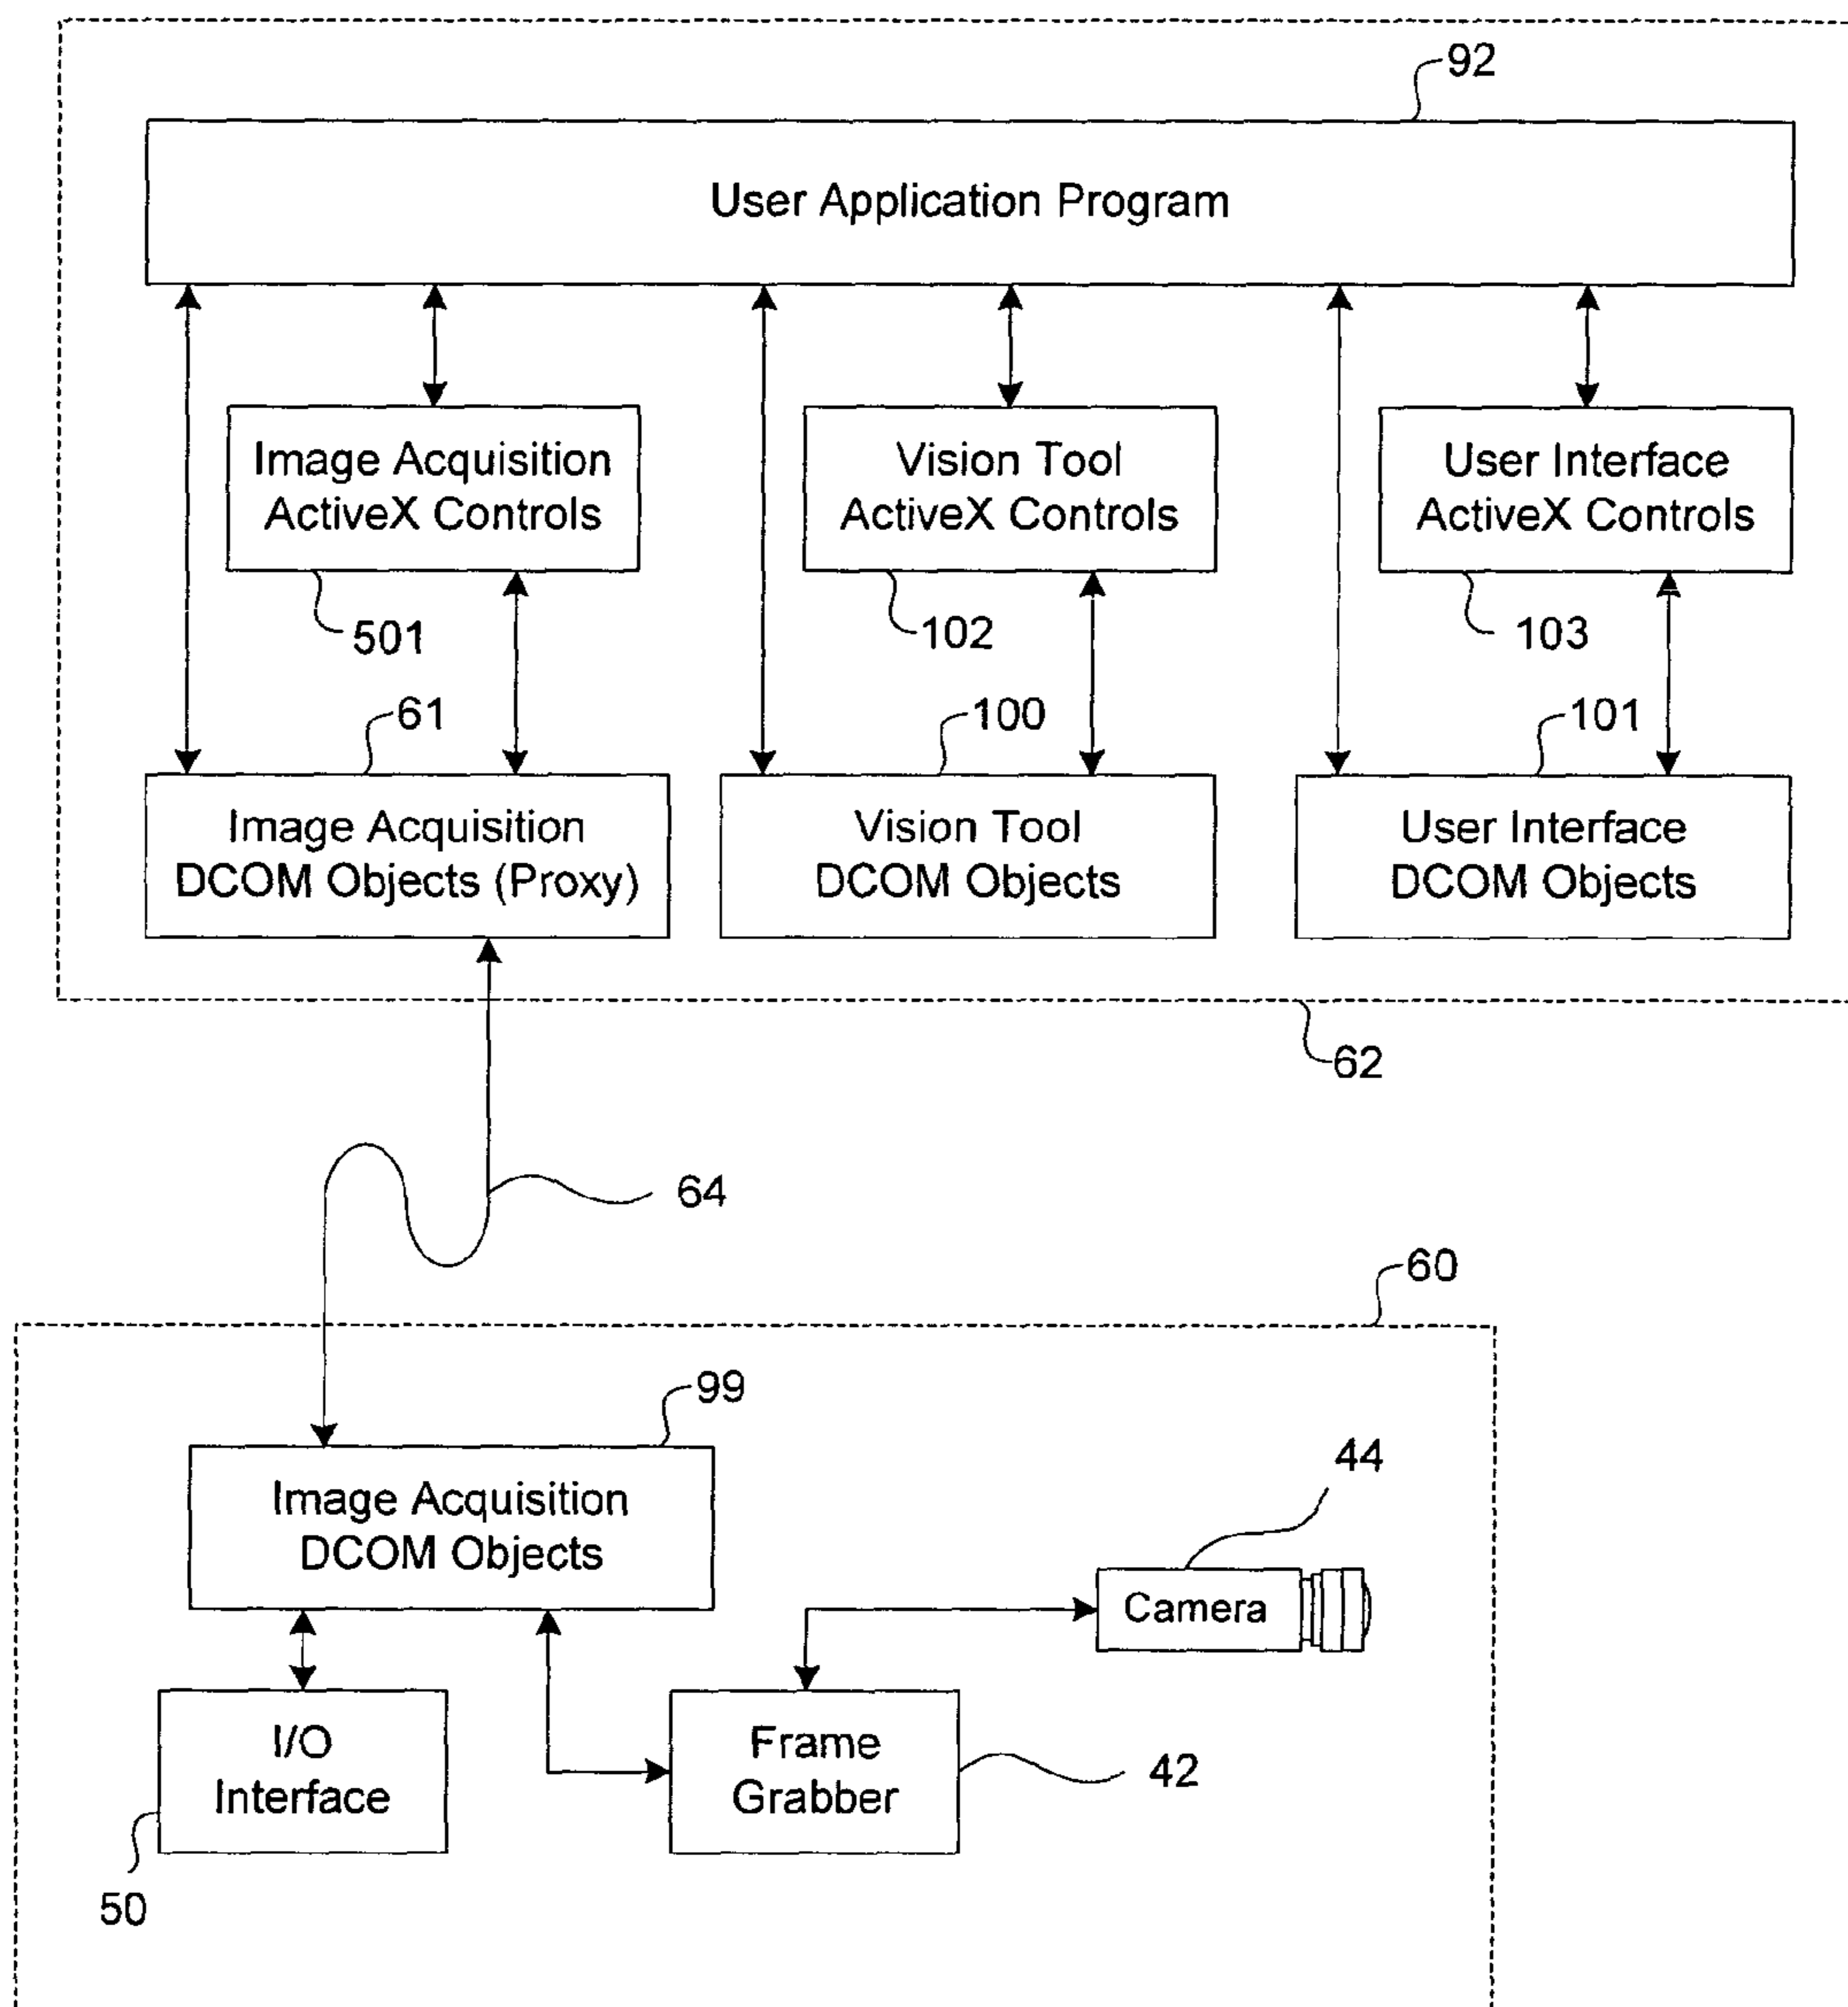 92
User Application Program
Image Acquisition
ActiveX Controls
Vision Tool
ActiveX Controls
User Interface
ActiveX Controls
501
102
103
61
100
101
Image Acquisition
DCOM Objects (Proxy)
Vision Tool
DCOM Objects
User Interface
DCOM Objects
62
64
60
99
Image Acquisition
DCOM Objects
44
Camera
I/O
Interface
Frame
Grabber
42
50